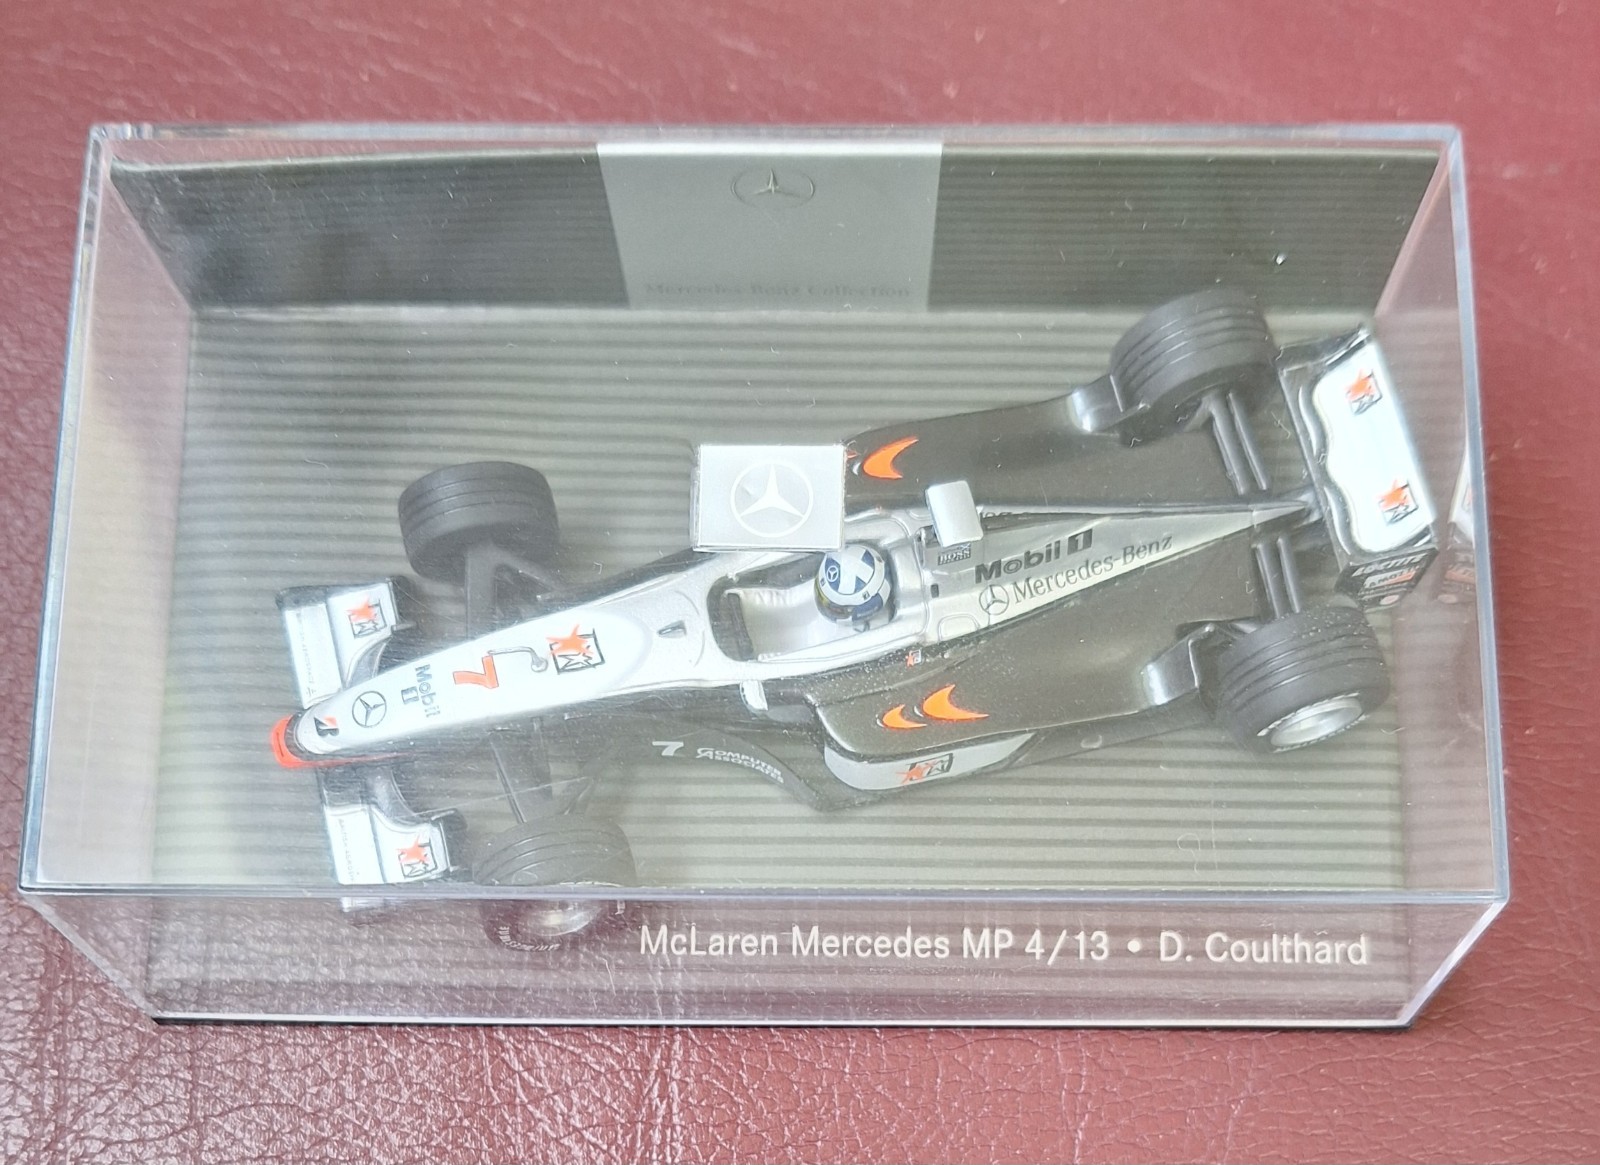 Mercedes-Benz Collection
BOSS
Mobil 1
Mercedes-Benz
7
Mobil
1
7 COMPUTER
ASSOCIATES
McLaren Mercedes MP 4/13 • D. Coulthard